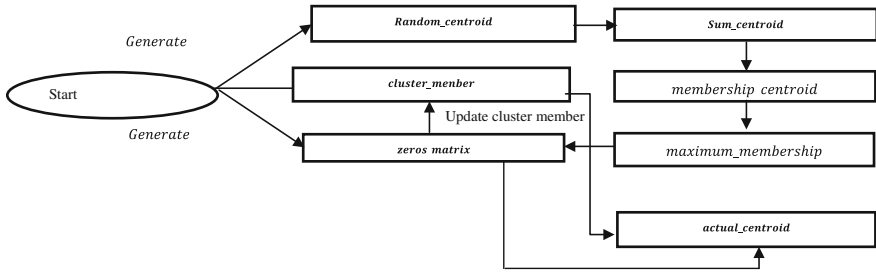 Random_centroid
Sum_centroid
Generate
cluster_menber
membership centroid
Start
Update cluster member
Generate
zeros matrix
maximum_membership
actual_centroid